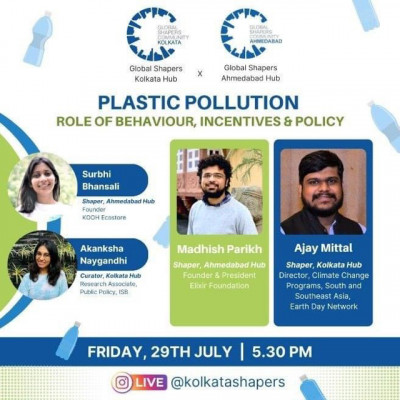 GLOBAL
SHAPERS
COMMUNITY
KOLKATA
GLOBAL
SHAPERS
COMMUNITY
AHMEDABAD
Global Shapers
Kolkata Hub
x
Global Shapers
Ahmedabad Hub
PLASTIC POLLUTION
ROLE OF BEHAVIOUR, INCENTIVES & POLICY
Surbhi
Bhansali
Shaper, Ahmedabad Hub
Founder
KOCH Ecostore
Akanksha
Naygandhi
Curator, Kolkata Hub
Research Associate,
Public Policy, ISB.
Madhish Parikh
Shaper, Ahmedabad Hub
Founder & President
Elixir Foundation
Ajay Mittal
Shaper, Kolkata Hub
Director, Climate Change
Programs, South and
Southeast Asia,
Earth Day Network
FRIDAY, 29TH JULY | 5.30 PM
LIVE @kolkatashapers